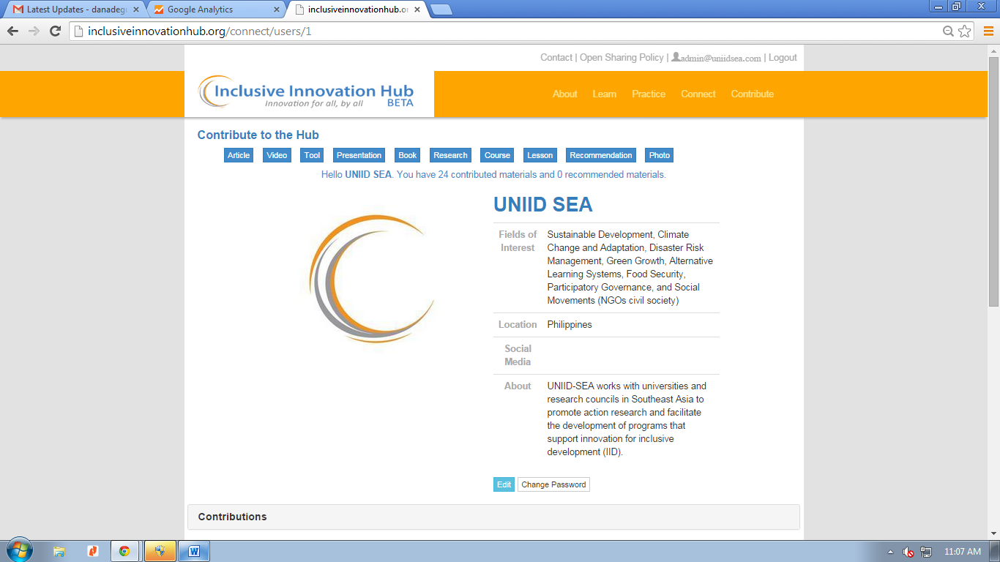 Latest Updates - danadeg
Google Analytics
inclusiveinnovationhub.or
inclusiveinnovationhub.org/connect/users/1
Contact | Open Sharing Policy | admin@uniidsea.com | Logout
Inclusive Innovation Hub
BETA
Innovation for all, by all
About Learn Practice Connect Contribute
Contribute to the Hub
Article Video Tool Presentation Book Research Course Lesson Recommendation Photo
Hello UNIID SEA. You have 24 contributed materials and 0 recommended materials.
UNIID SEA
Fields of Interest
Sustainable Development, Climate
Change and Adaptation, Disaster Risk
Management, Green Growth, Alternative
Learning Systems, Food Security,
Participatory Governance, and Social
Movements (NGOs civil society)
Location Philippines
Social
Media
About
UNIID-SEA works with universities and
research councils in Southeast Asia to
promote action research and facilitate
the development of programs that
support innovation for inclusive
development (IID).
Edit Change Password
Contributions
11:07 AM